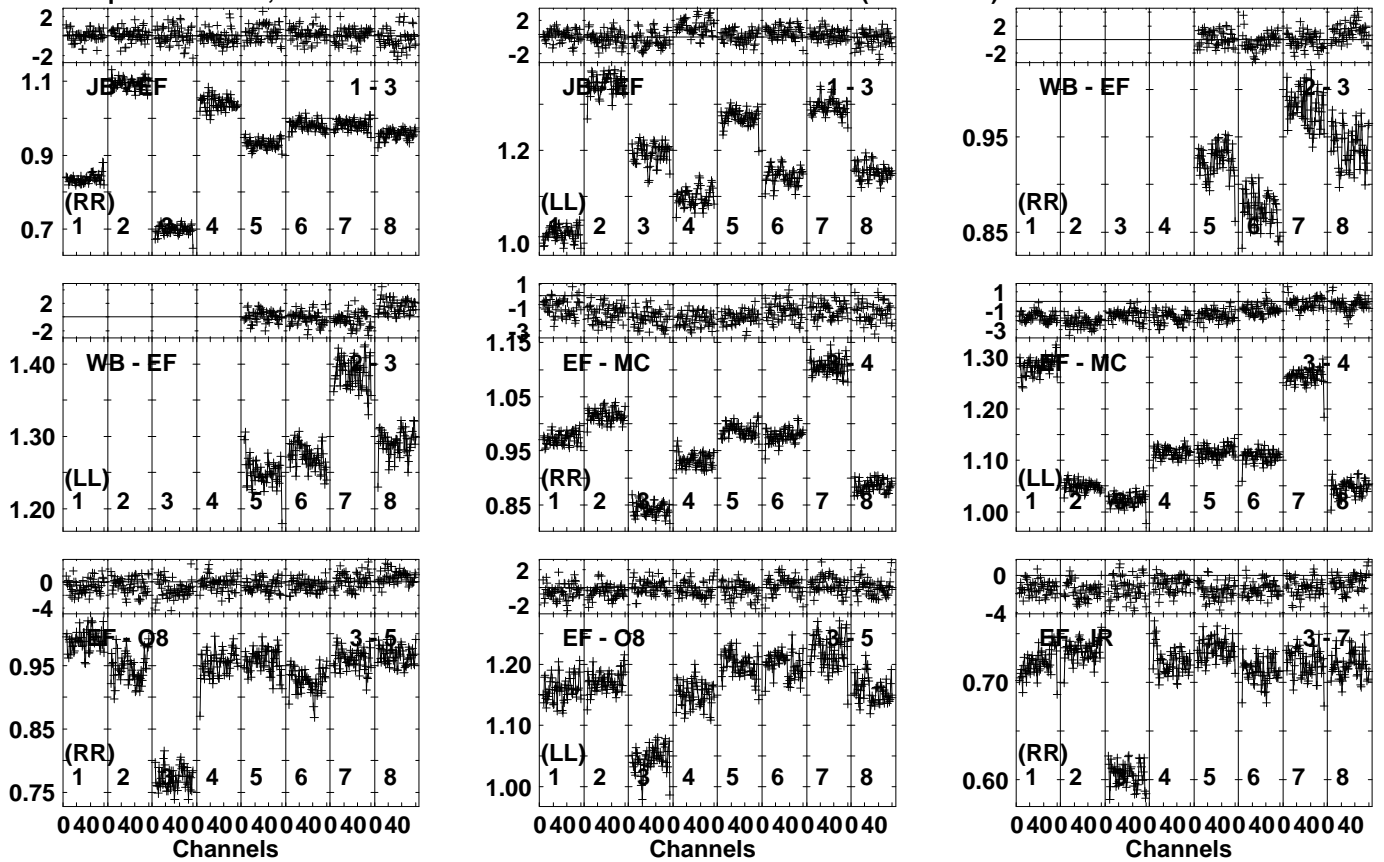 2
-2
1.1
0.9
0.7
JB - EF
1 - 3
(RR)
1 2 3 4 5 6 7 8
2
-2
1.2
1.0
JB - EF
1 - 3
(LL)
1 2 3 4 5 6 7 8
2
-2
0.95
0.85
WB - EF
2 - 3
(RR)
1 2 3 4 5 6 7 8
2
-2
1.40
1.30
1.20
WB - EF
2 - 3
(LL)
1 2 3 4 5 6 7 8
1
-1
-3
1.15
1.05
0.95
0.85
EF - MC
3 - 4
(RR)
1 2 3 4 5 6 7 8
1
-1
-3
1.30
1.20
1.10
1.00
EF - MC
3 - 4
(LL)
1 2 3 4 5 6 7 8
0
-4
0.95
0.85
0.75
EF - O8
3 - 5
(RR)
1 2 3 4 5 6 7 8
0 40 0 40 0 40 0 40 0 40 0 40 0 40 0 40
Channels
2
-2
1.20
1.10
1.00
EF - O8
3 - 5
(LL)
1 2 3 4 5 6 7 8
0 40 0 40 0 40 0 40 0 40 0 40 0 40 0 40
Channels
0
-4
0.70
0.60
EF - IR
3 - 7
(RR)
1 2 3 4 5 6 7 8
0 40 0 40 0 40 0 40 0 40 0 40 0 40 0 40
Channels